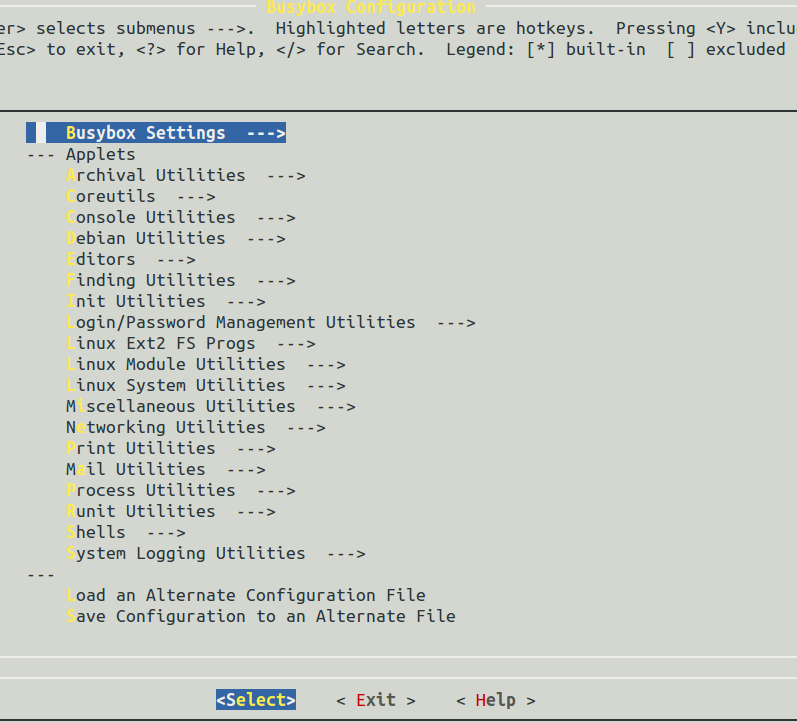 Busybox Configuration
er> selects submenus --->.  Highlighted letters are hotkeys.  Pressing <Y> inclu
Esc> to exit, <?> for Help, </> for Search.  Legend: [*] built-in  [ ] excluded
Busybox Settings  --->
--- Applets
Archival Utilities  --->
Coreutils  --->
Console Utilities  --->
Debian Utilities  --->
Editors  --->
Finding Utilities  --->
Init Utilities  --->
Login/Password Management Utilities  --->
Linux Ext2 FS Progs  --->
Linux Module Utilities  --->
Linux System Utilities  --->
Miscellaneous Utilities  --->
Networking Utilities  --->
Print Utilities  --->
Mail Utilities  --->
Process Utilities  --->
Runit Utilities  --->
Shells  --->
System Logging Utilities  --->
---
Load an Alternate Configuration File
Save Configuration to an Alternate File
<Select>    < Exit >    < Help >